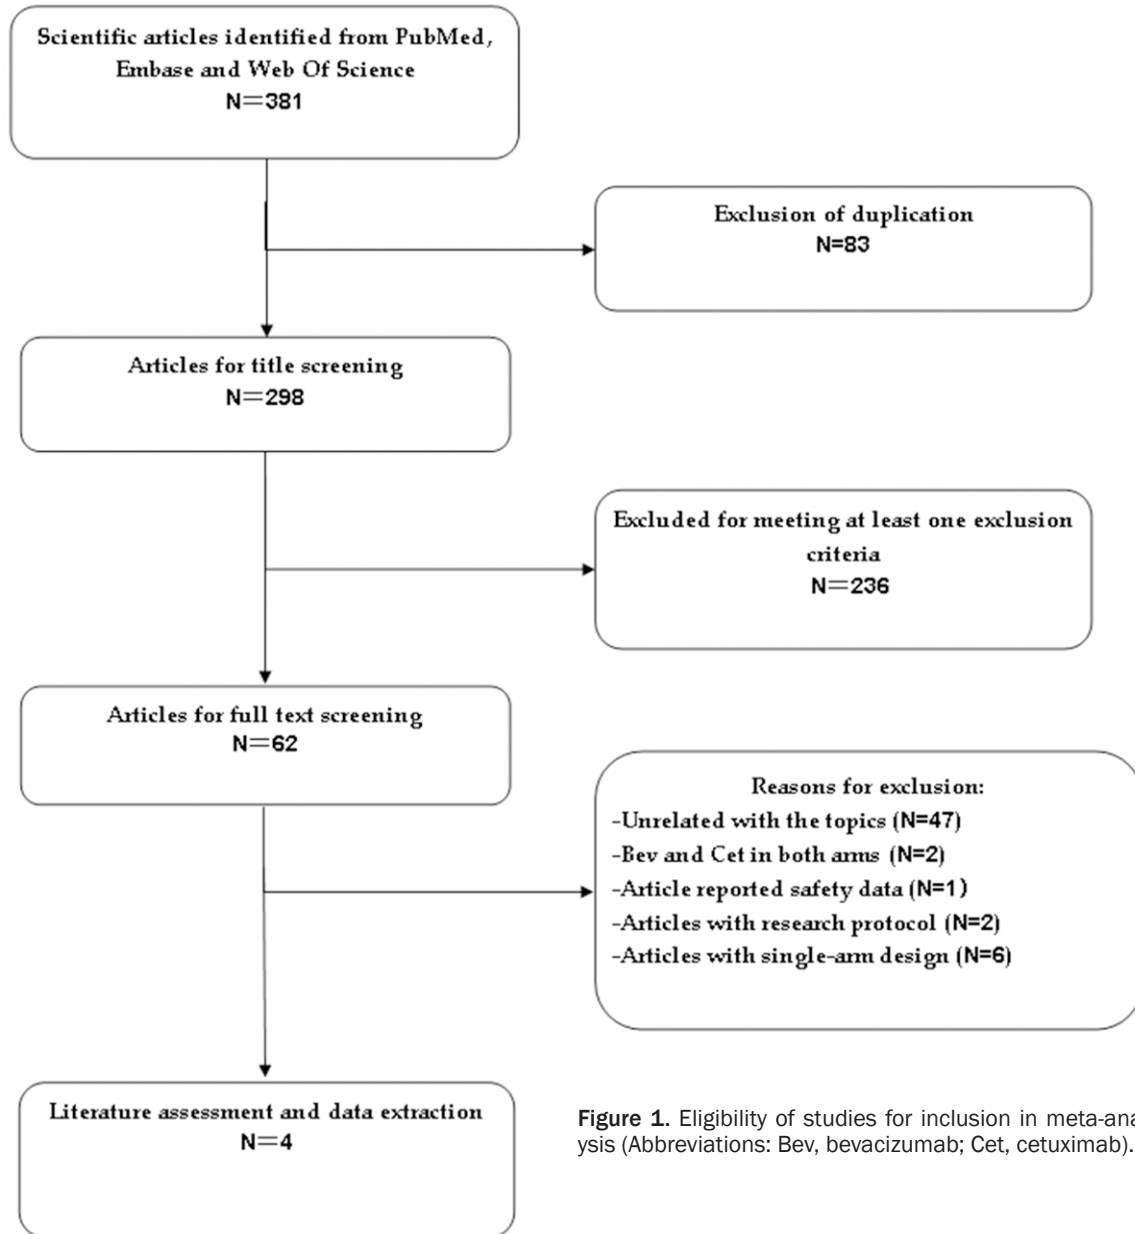 Scientific articles identified from PubMed,
Embase and Web Of Science
N=381
Exclusion of duplication
N=83
Articles for title screening
N=298
Excluded for meeting at least one exclusion
criteria
N=236
Articles for full text screening
N=62
Reasons for exclusion:
-Unrelated with the topics (N=47)
-Bev and Cet in both arms (N=2)
-Article reported safety data (N=1)
-Articles with research protocol (N=2)
-Articles with single-arm design (N=6)
Literature assessment and data extraction
N=4
Figure 1. Eligibility of studies for inclusion in meta-anal
ysis (Abbreviations: Bev, bevacizumab; Cet, cetuximab).